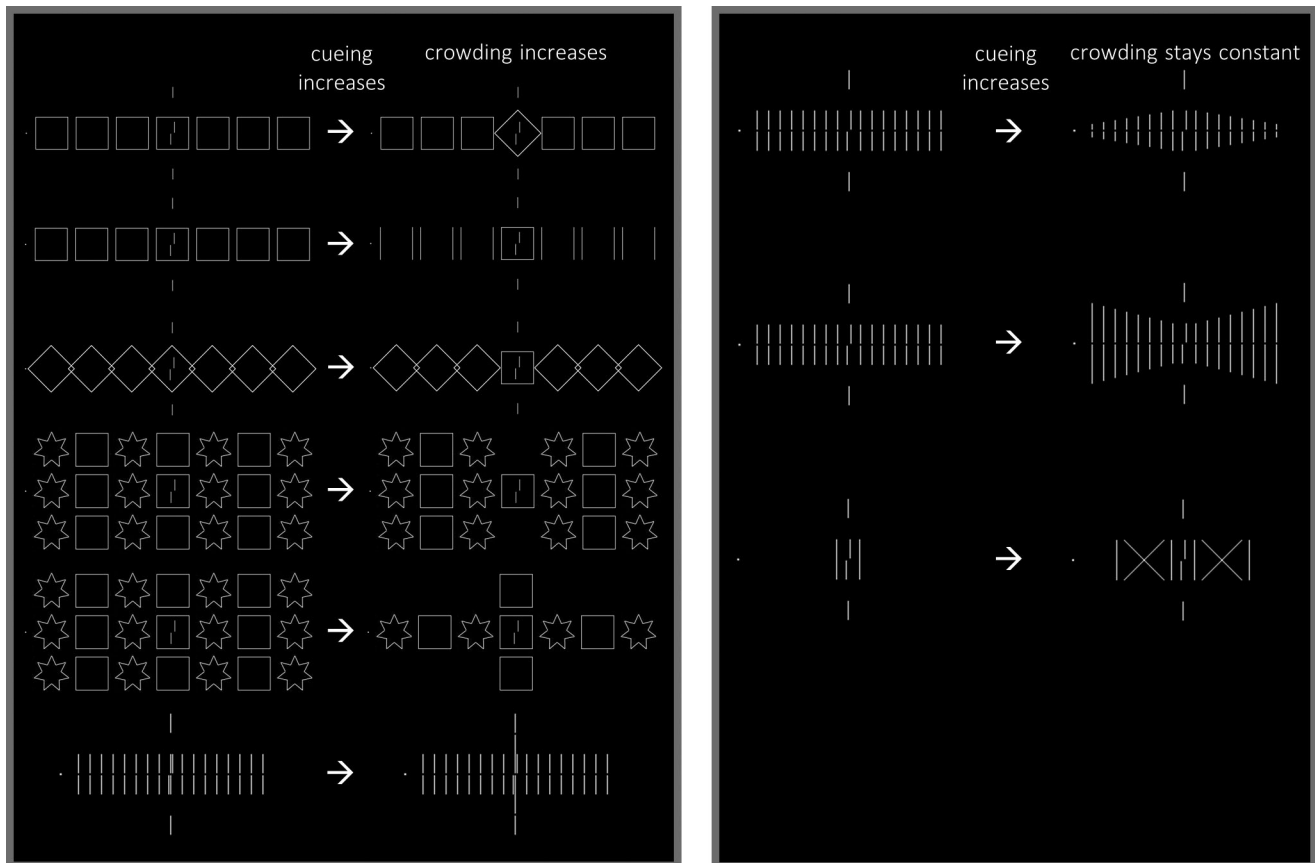 cueing
increases
crowding increases
cueing
increases
crowding stays constant